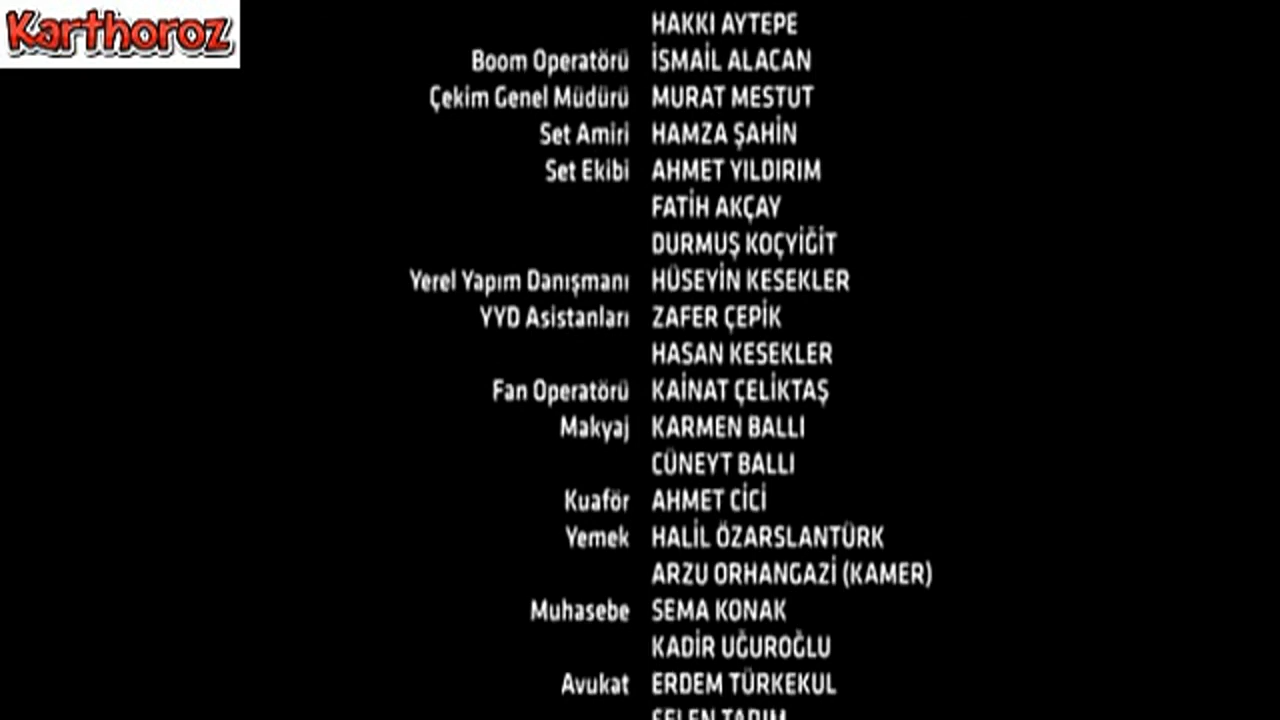 Karthoroz
HAKKI AYTEPE
Boom Operatörü İSMAİL ALACAN
Çekim Genel Müdürü MURAT MESTUT
Set Amiri HAMZA ŞAHİN
Set Ekibi AHMET YILDIRIM
FATİH AKÇAY
DURMUŞ KOÇYİĞİT
Yerel Yapım Danışmanı HÜSEYİN KESEKLER
YYD Asistanları ZAFER ÇEPİK
HASAN KESEKLER
Fan Operatörü KAİNAT ÇELİKTAŞ
Makyaj KARMEN BALLI
CÜNEYT BALLI
Kuaför AHMET CİCİ
Yemek HALİL ÖZARSLANTÜRK
ARZU ORHANGAZİ (KAMER)
Muhasebe SEMA KONAK
KADİR UĞUROĞLU
Avukat ERDEM TÜRKEKUL